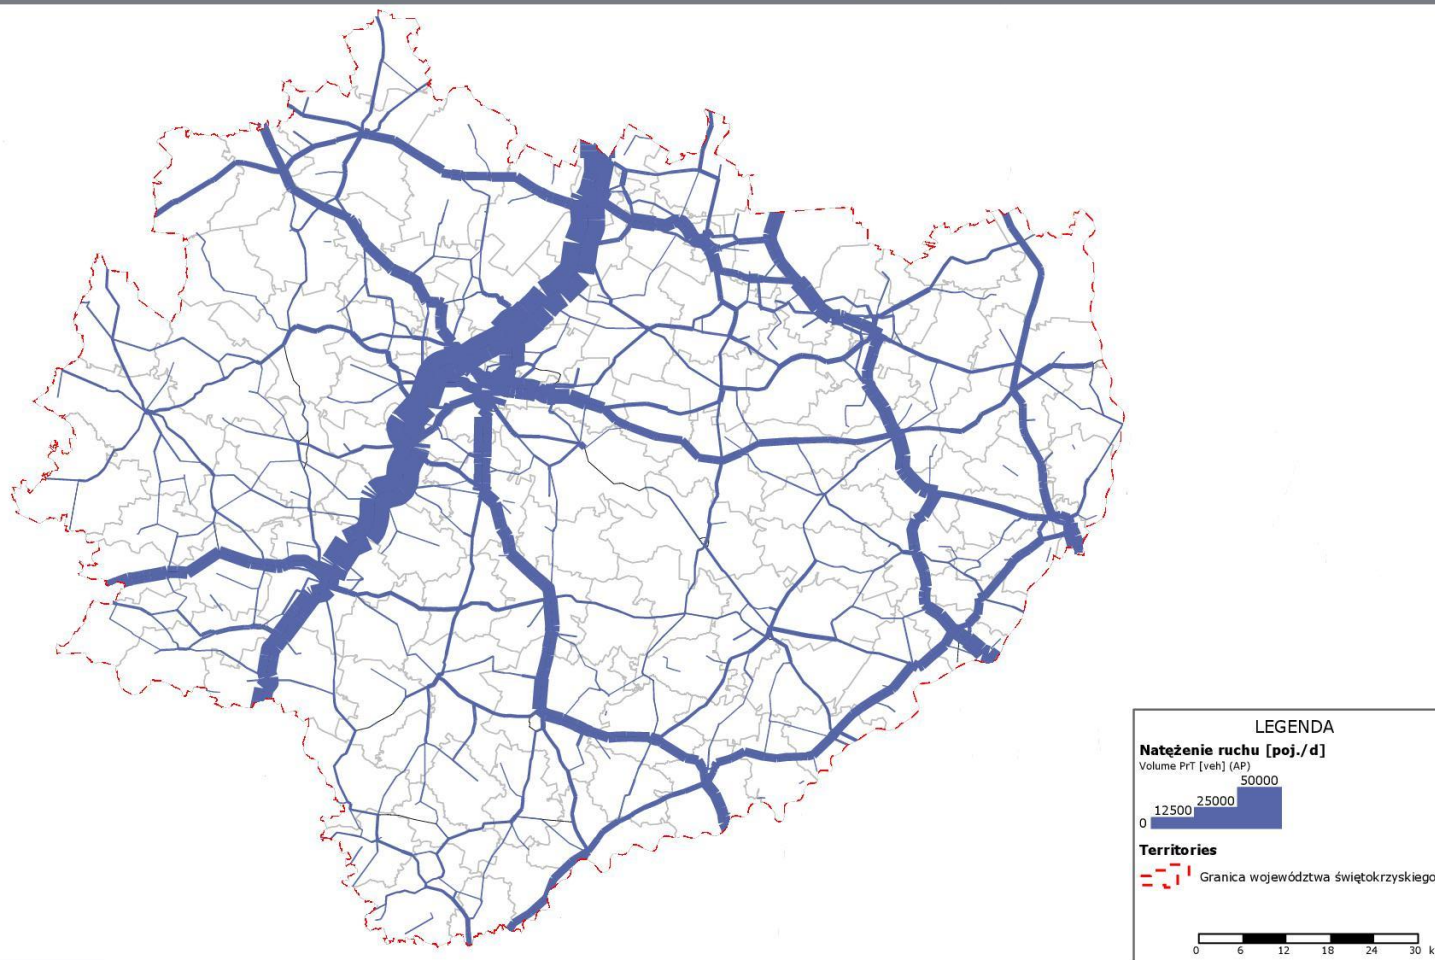 LEGENDA
Natężenie ruchu [poj./d]
Volume PrT [veh] (AP)
0 12500 25000 50000
Territories
Granica województwa świętokrzyskiego
0 6 12 18 24 30 k